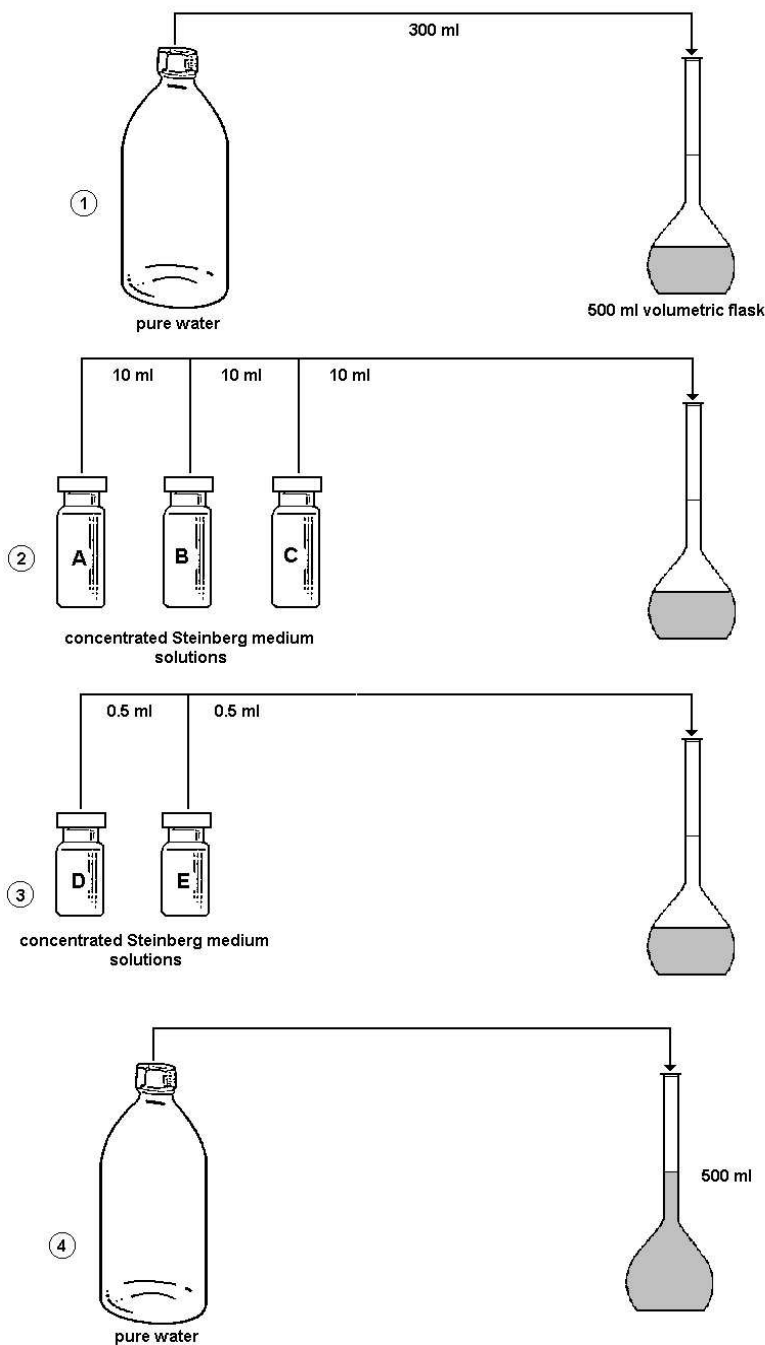 300 ml
1
pure water
500 ml volumetric flask
10 ml 10 ml 10 ml
2
A B C
concentrated Steinberg medium
solutions
0.5 ml 0.5 ml
3
D E
concentrated Steinberg medium
solutions
500 ml
4
pure water